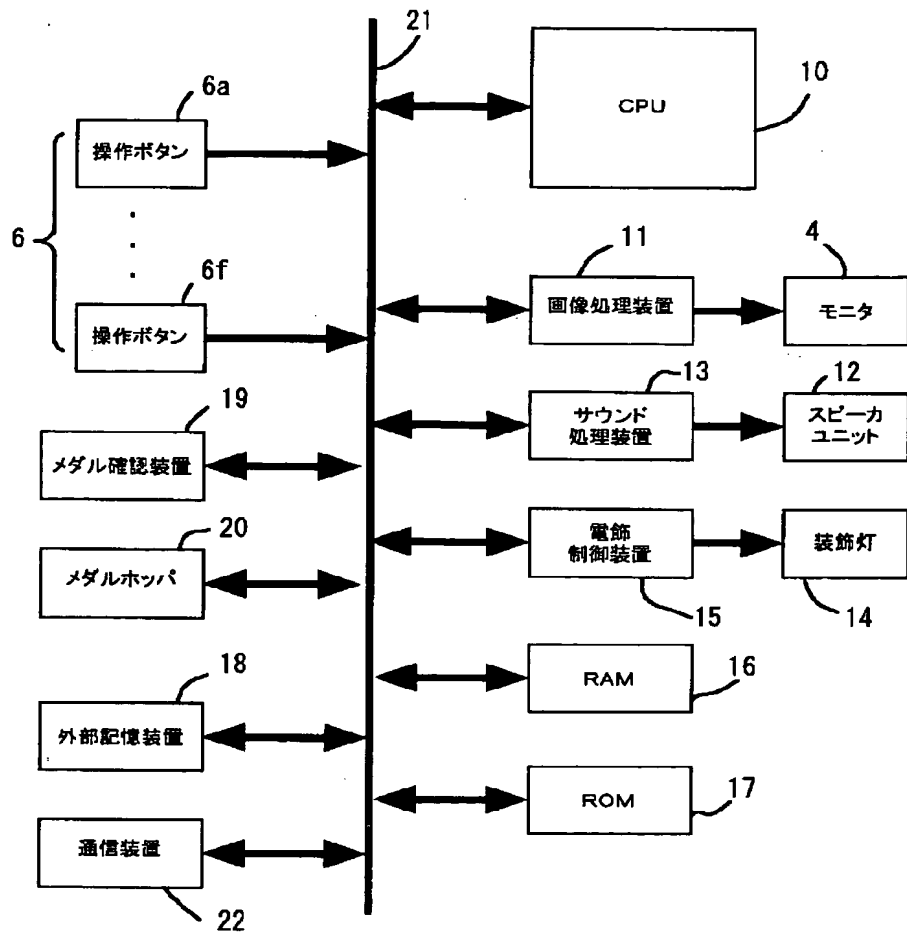 21
6a
操作ボタン
6
6f
操作ボタン
19
メダル確認装置
20
メダルホッパ
18
外部記憶装置
通信装置
22
CPU
10
11
画像処理装置
4
モニタ
13
サウンド
処理装置
12
スピーカ
ユニット
電飾
制御装置
15
装飾灯
14
RAM
16
ROM
17